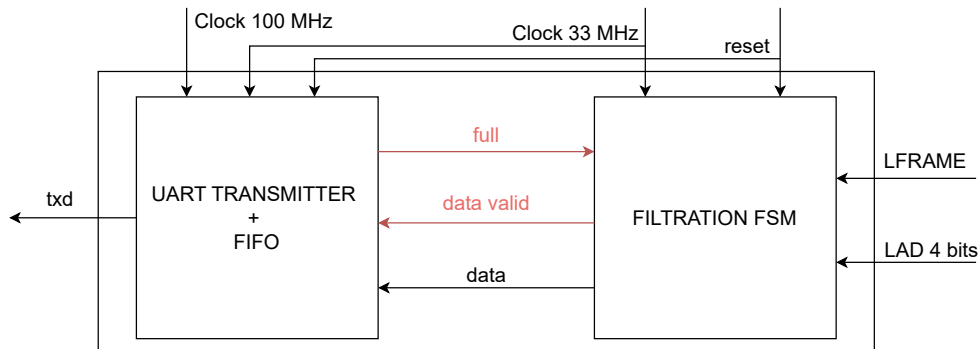 Clock 100 MHz
Clock 33 MHz
reset
full
LFRAME
txd
UART TRANSMITTER
+
FIFO
data valid
FILTRATION FSM
LAD 4 bits
data